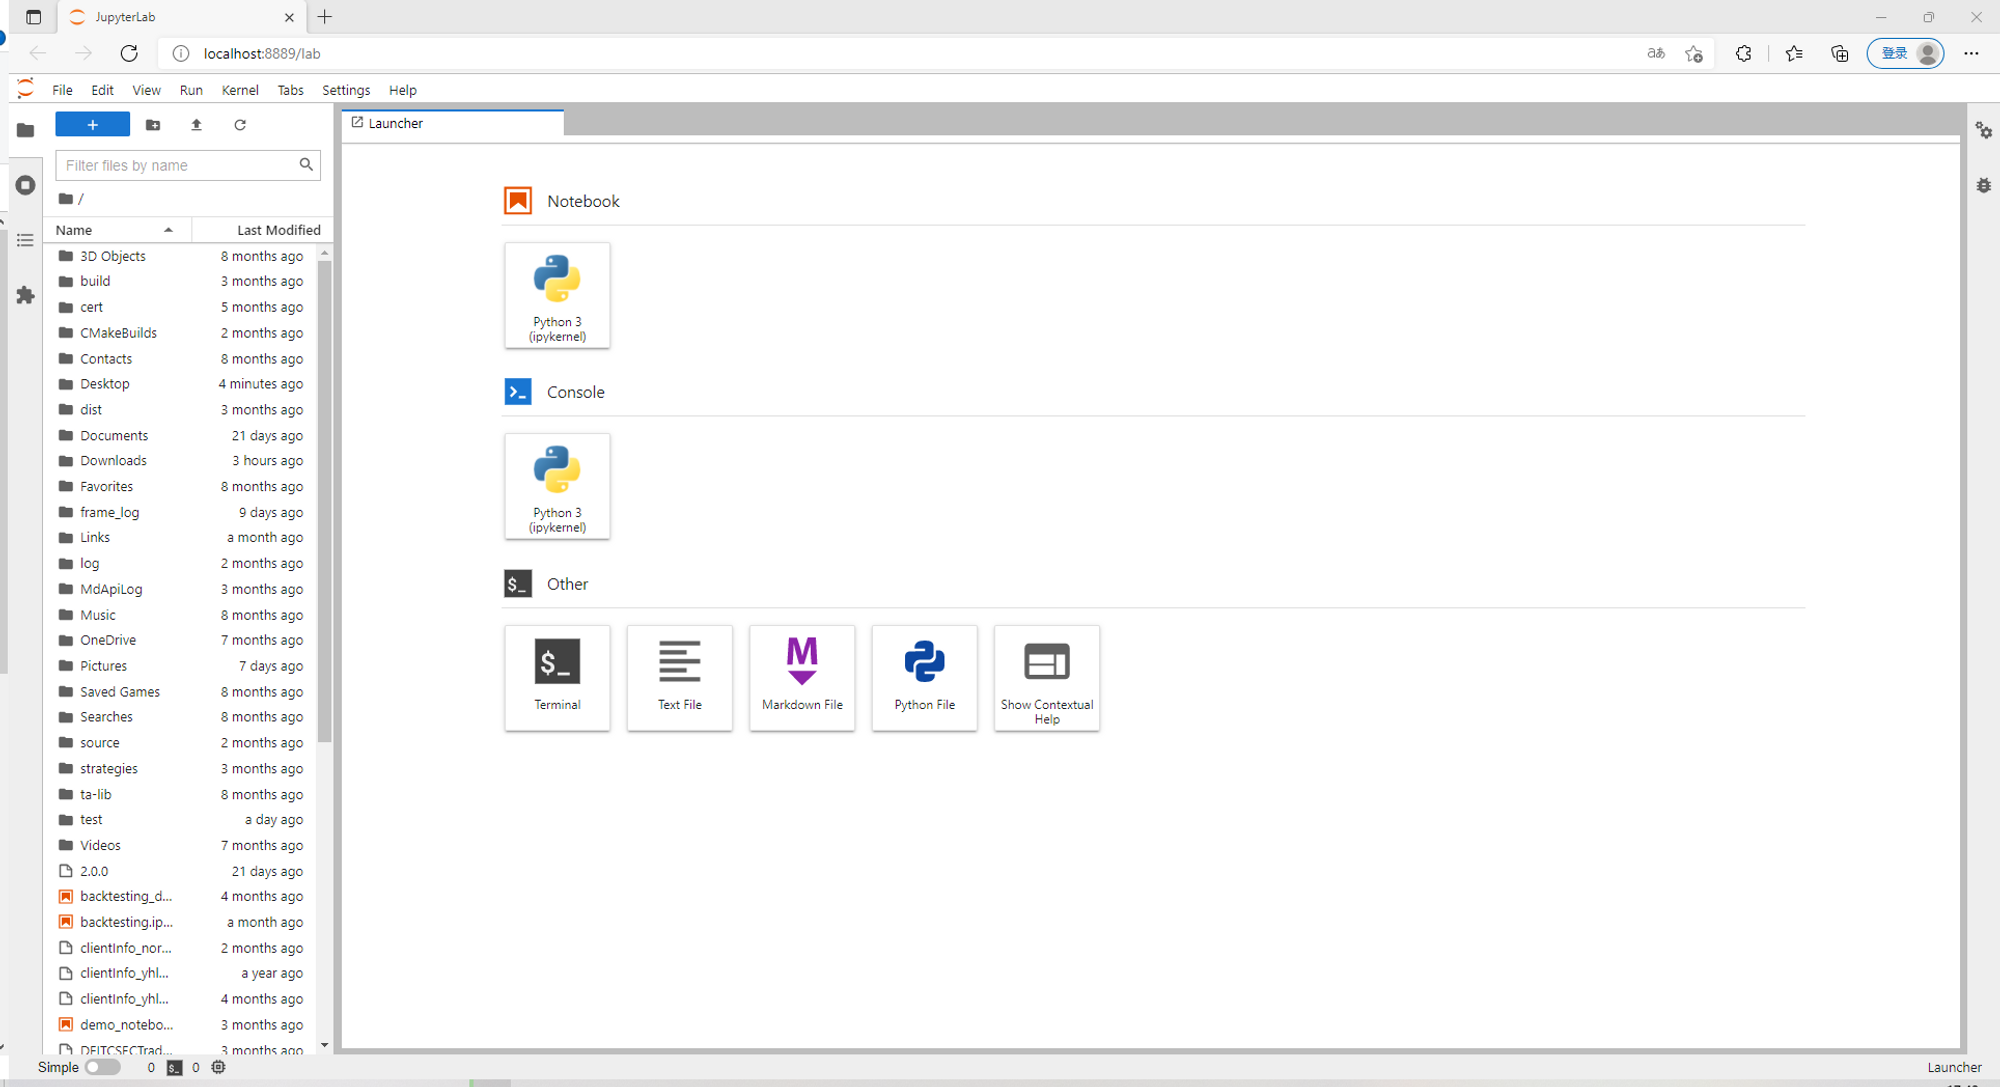 JupyterLab
localhost:8889/lab
aあ
登录
File Edit View Run Kernel Tabs Settings Help
+
Launcher
Filter files by name
/
Name Last Modified
3D Objects 8 months ago
build 3 months ago
cert 5 months ago
CMakeBuilds 2 months ago
Contacts 8 months ago
Desktop 4 minutes ago
dist 3 months ago
Documents 21 days ago
Downloads 3 hours ago
Favorites 8 months ago
frame_log 9 days ago
Links a month ago
log 2 months ago
MdApiLog 3 months ago
Music 8 months ago
OneDrive 7 months ago
Pictures 7 days ago
Saved Games 8 months ago
Searches 8 months ago
source 2 months ago
strategies 3 months ago
ta-lib 8 months ago
test a day ago
Videos 7 months ago
2.0.0 21 days ago
backtesting_d... 4 months ago
backtesting.ip... a month ago
clientInfo_nor... 2 months ago
clientInfo_yhl... a year ago
clientInfo_yhl... 4 months ago
demo_notebo... 3 months ago
DFITCSECTrad... 3 months ago
Notebook
Python 3
(ipykernel)
Console
Python 3
(ipykernel)
$_ Other
$_
Terminal
Text File
M
Markdown File
Python File
Show Contextual
Help
Simple 0 $_ 0
Launcher